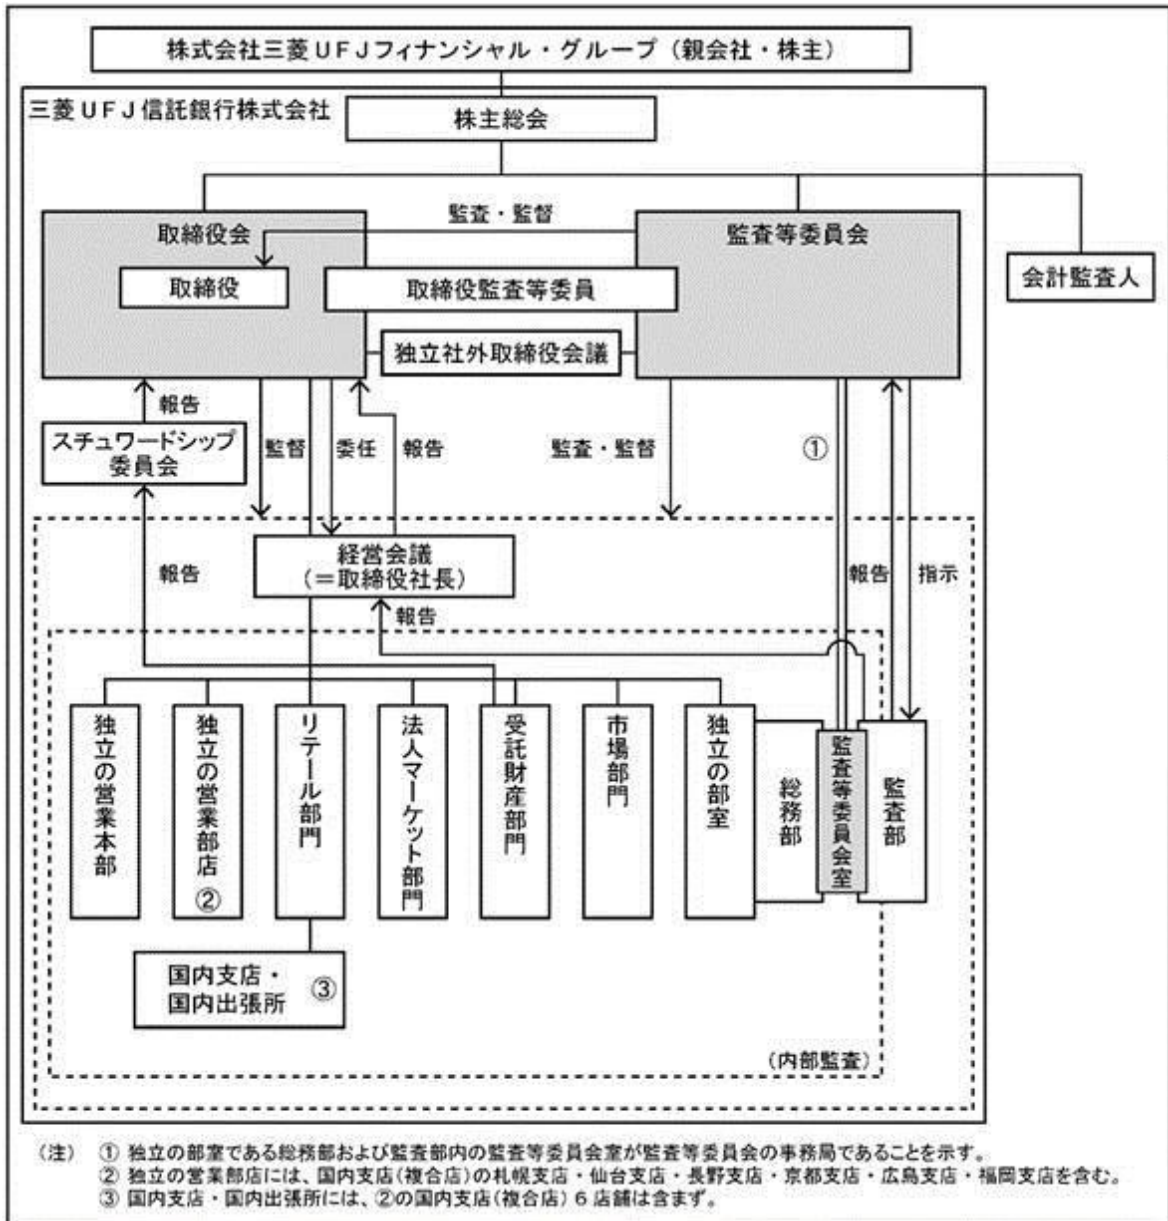 株式会社三菱UFJフィナンシャル・グループ（親会社・株主）
三菱UFJ信託銀行株式会社
株主総会
監査・監督
取締役会
監査等委員会
取締役
取締役監査等委員
会計監査人
独立社外取締役会議
報告
スチュワードシップ
委員会
監督
委任
報告
監査・監督
①
経営会議
（＝取締役社長）
報告
報告
報告
指示
独立の営業本部
独立の営業部店②
リテール部門
法人マーケット部門
受託財産部門
市場部門
独立の部室
総務部
監査等委員会室
監査部
国内支店・
国内出張所
③
（内部監査）
（注） ① 独立の部室である総務部および監査部内の監査等委員会室が監査等委員会の事務局であることを示す。
② 独立の営業部店には、国内支店(複合店)の札幌支店・仙台支店・長野支店・京都支店・広島支店・福岡支店を含む。
③ 国内支店・国内出張所には、②の国内支店(複合店)６店舗は含まず。